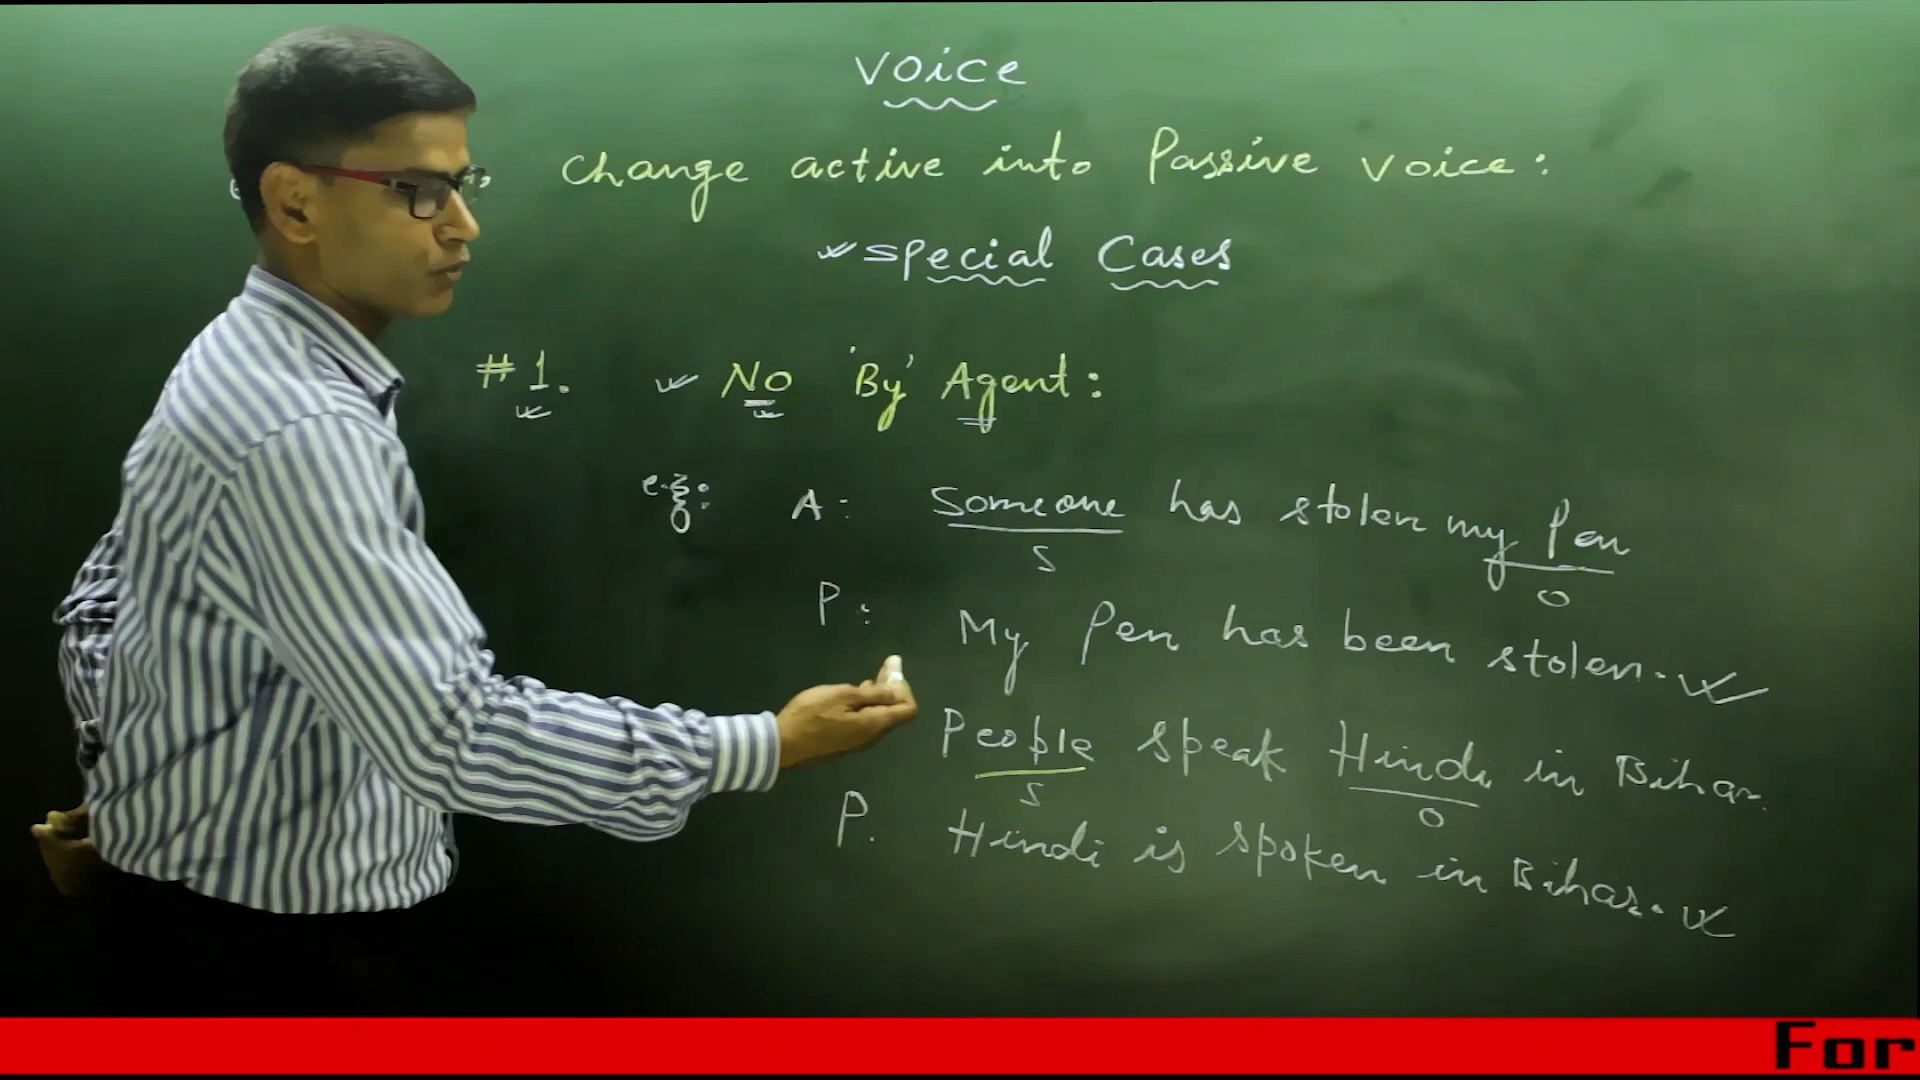 Voice
Change active into Passive Voice:
Special Cases
#1. No 'By' Agent:
e.g: A: Someone has stolen my Pen
S
O
P: My Pen has been stolen.
People speak Hindi in Bihar.
S
O
P. Hindi is spoken in Bihar.
For